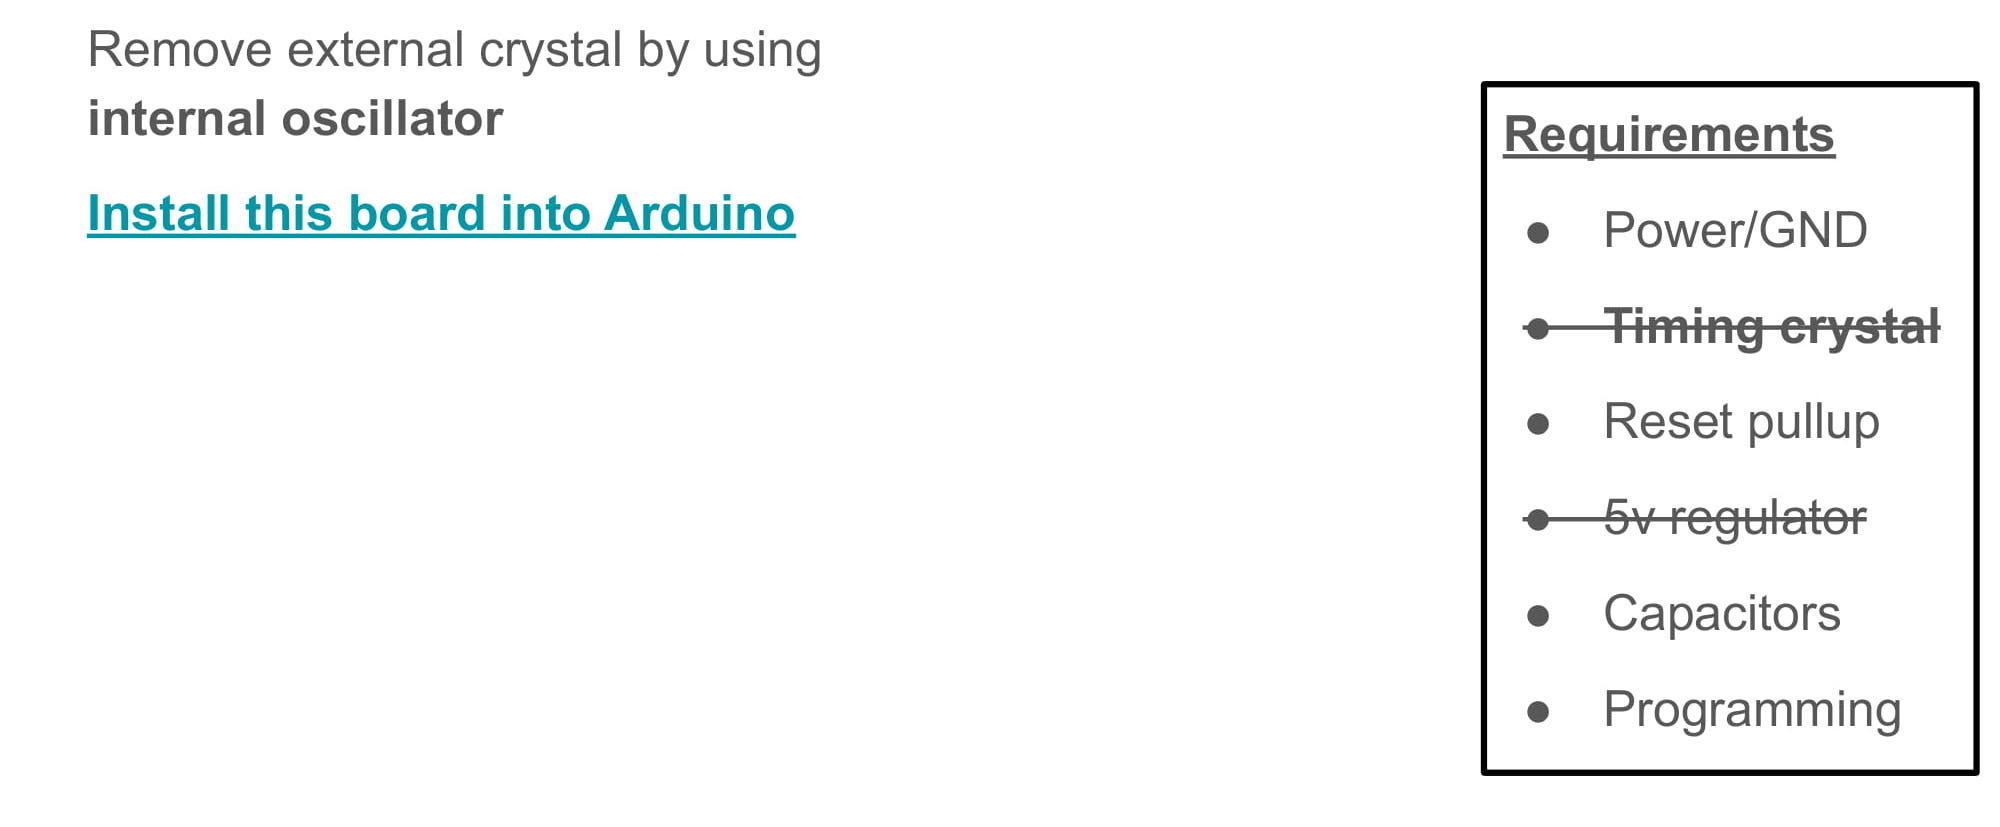 Remove external crystal by using
internal oscillator
Install this board into Arduino
Requirements
● Power/GND
● Timing crystal
● Reset pullup
● 5v regulator
● Capacitors
● Programming